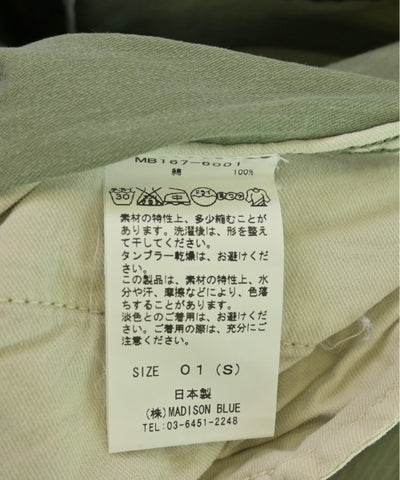 MB167-6001
綿 100%
30
素材の特性上、多少縮むことが
あります。洗濯後は、形を整え
て干してください。
タンブラー乾燥は、お避けくだ
さい。
この製品は、素材の特性上、水
分や汗、摩擦などにより、色落
ちすることがあります。
淡色とのご着用は、お避けくだ
さい。ご着用の際は、充分にご
注意ください。
SIZE 01 (S)
日本製
(株) MADISON BLUE
TEL: 03-6451-2248